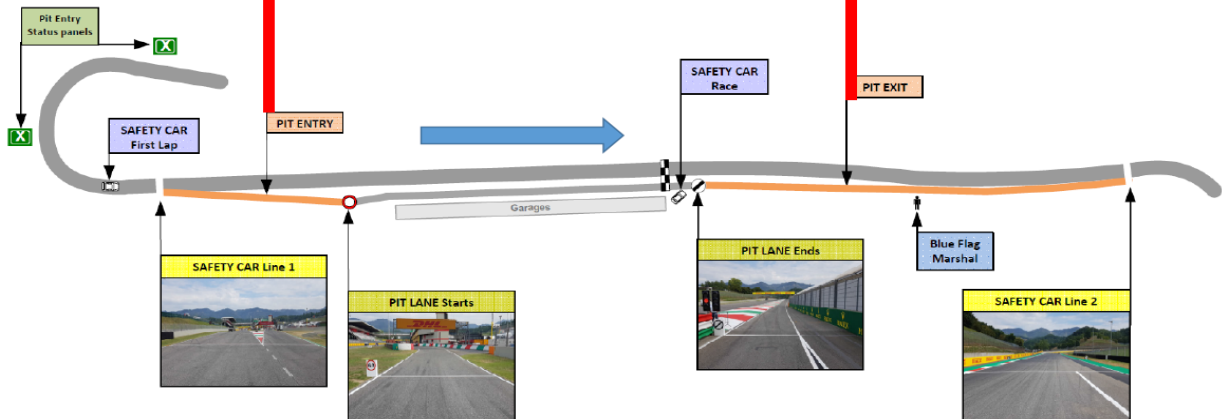 Pit Entry
Status panels
X
X
SAFETY CAR
First Lap
PIT ENTRY
SAFETY CAR
Race
PIT EXIT
Garages
SAFETY CAR Line 1
PIT LANE Starts
DHL
PIT LANE Ends
Blue Flag
Marshal
SAFETY CAR Line 2